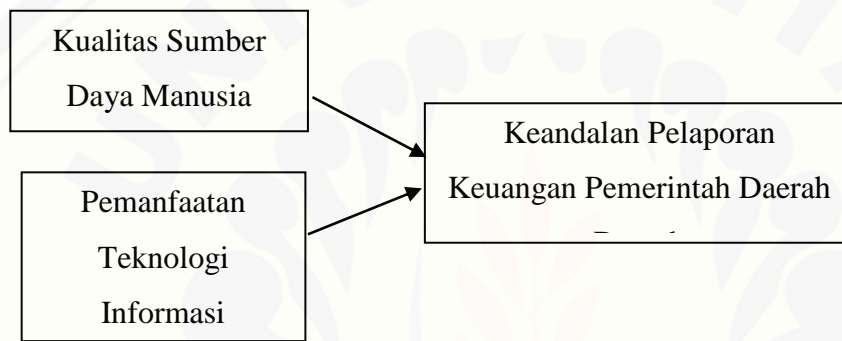 Kualitas Sumber
Daya Manusia
Keandalan Pelaporan
Keuangan Pemerintah Daerah
Pemanfaatan
Teknologi
Informasi